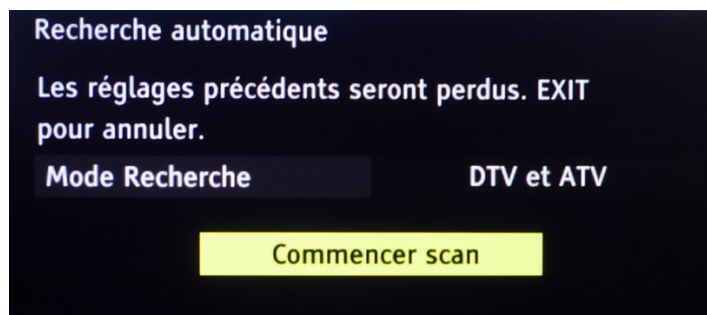 Recherche automatique
Les réglages précédents seront perdus. EXIT
pour annuler.
Mode Recherche DTV et ATV
Commencer scan